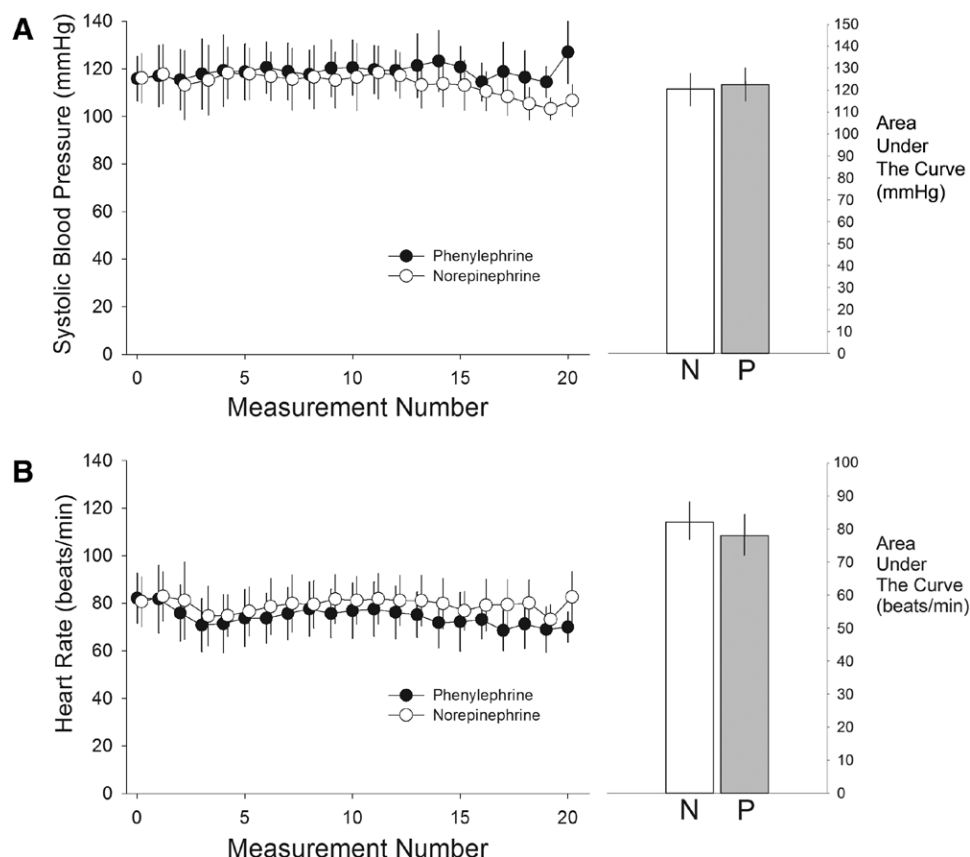 A
Systolic Blood Pressure (mmHg)
140
120
100
80
60
40
20
0
Phenylephrine
Norepinephrine
0
5
10
15
20
Measurement Number
150
140
130
120
110
100
90
80
70
60
50
40
30
20
10
0
N P
Area
Under
The Curve
(mmHg)
B
Heart Rate (beats/min)
140
120
100
80
60
40
20
0
Phenylephrine
Norepinephrine
0
5
10
15
20
Measurement Number
100
90
80
70
60
50
40
30
20
10
0
N P
Area
Under
The Curve
(beats/min)